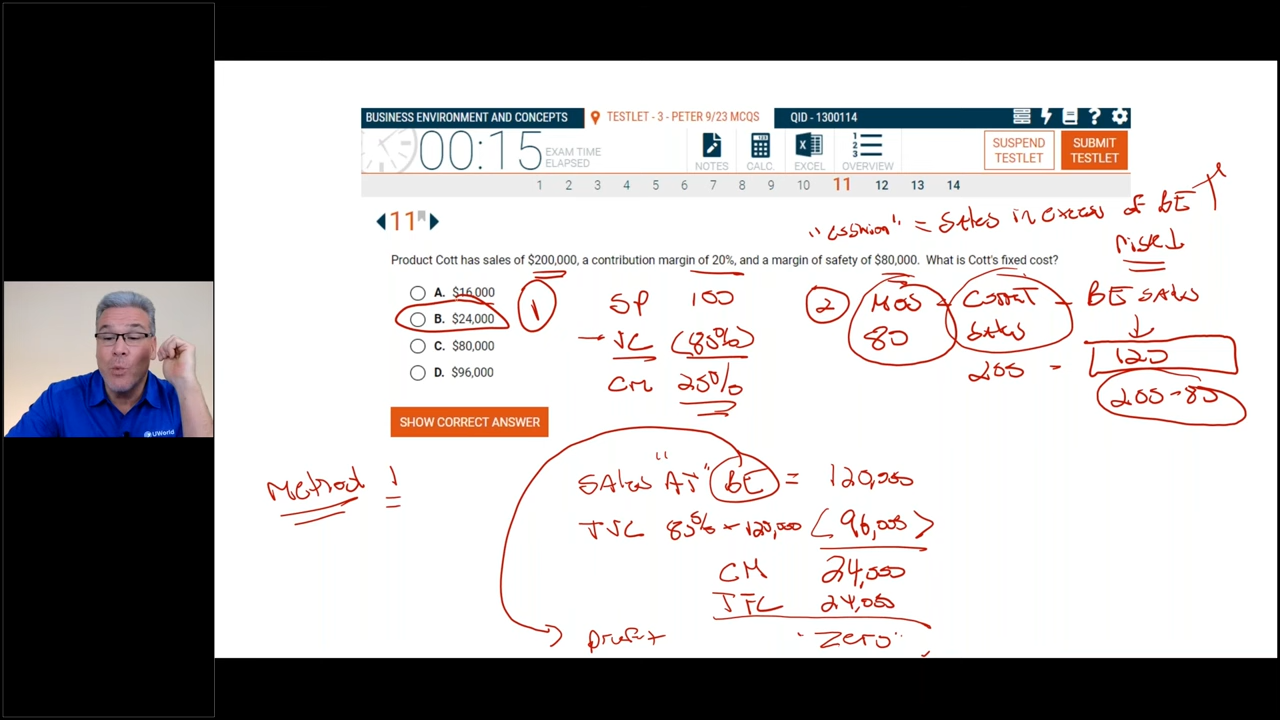 BUSINESS ENVIRONMENT AND CONCEPTS
TESTLET - 3 - PETER 9/23 MCQS
QID - 1300114
00:15 EXAM TIME ELAPSED
NOTES CALC. EXCEL OVERVIEW
SUSPEND TESTLET
SUBMIT TESTLET
1 2 3 4 5 6 7 8 9 10 11 12 13 14
11
"cushion" = Sales in excess of BE
risk↓
Product Cott has sales of $200,000, a contribution margin of 20%, and a margin of safety of $80,000. What is Cott's fixed cost?
A. $16,000
B. $24,000
C. $80,000
D. $96,000
SHOW CORRECT ANSWER
1
SP 100
VC (80%)
CM 20%
2 MOS = Current Sales - BE Sales
80 200 - 120
200-80
Method 1
Sales "AT" BE = 120,000
TVC 80% × 120,000 (96,000)
CM 24,000
TFC 24,000
Profit "Zero"
UWorld